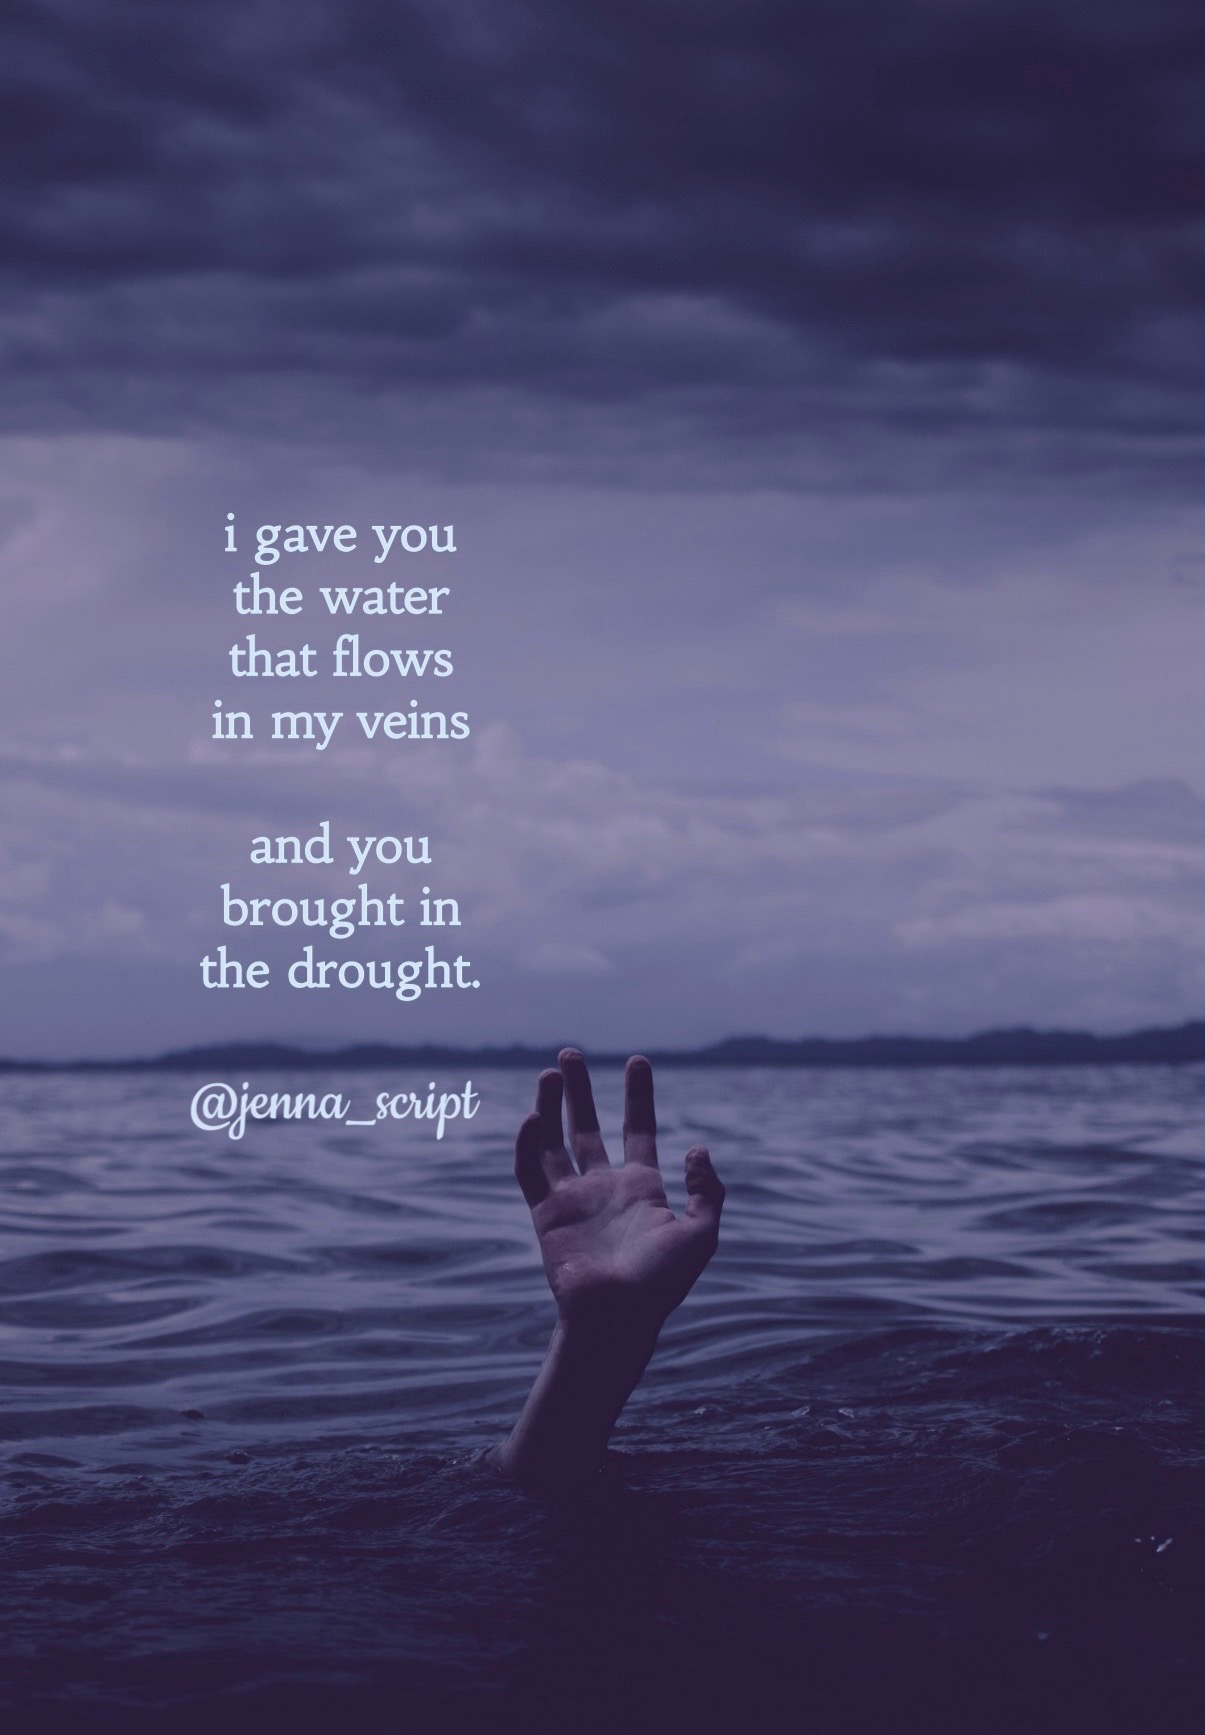 i gave you
the water
that flows
in my veins
and you
brought in
the drought.
@jenna_script